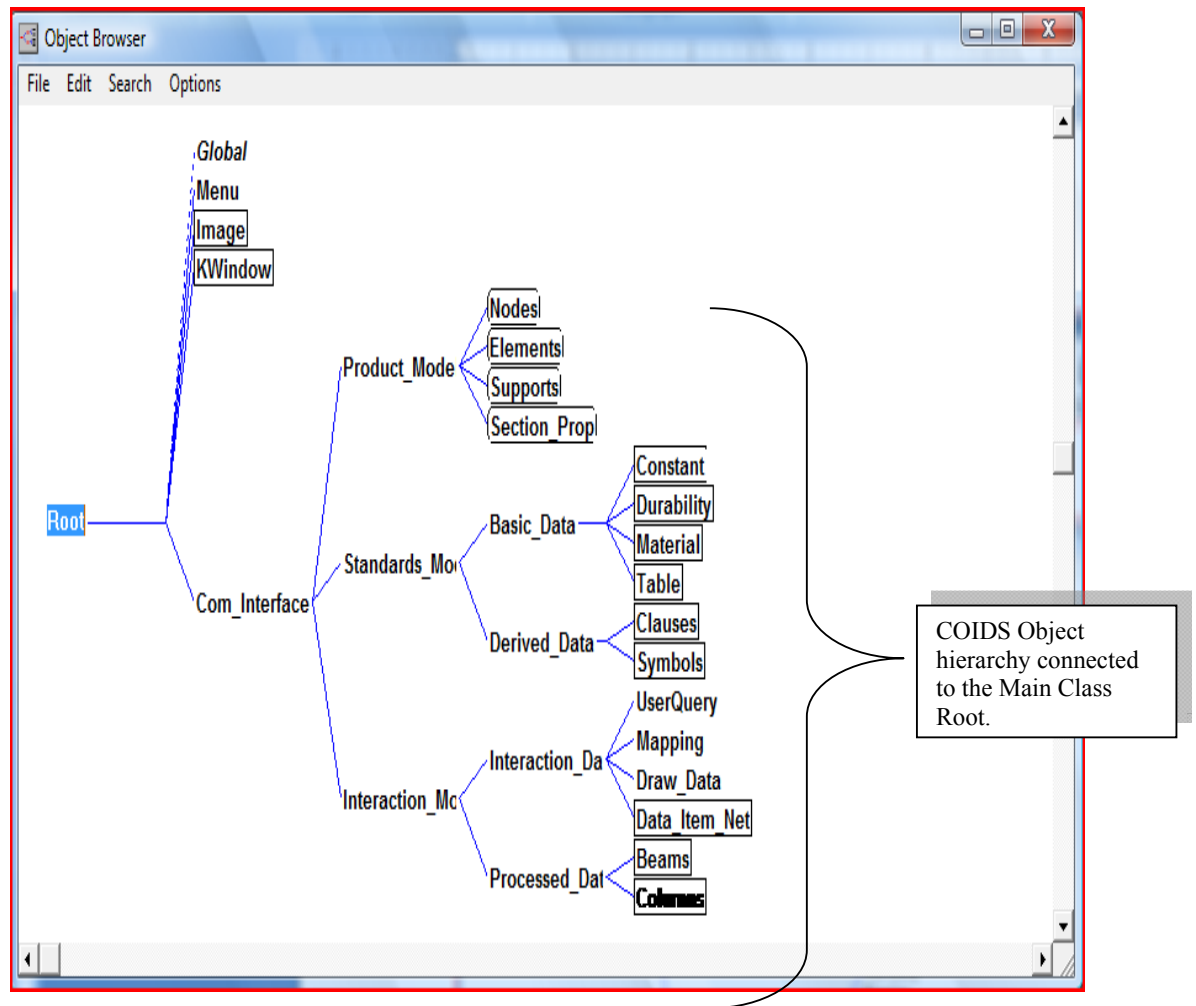 Object Browser
File Edit Search Options
Global
Menu
Image
KWindow
Nodes
Elements
Product_Mode
Supports
Section_Prop
Constant
Durability
Root
Basic_Data
Material
Standards_Mo
Table
Com_Interface
Clauses
Derived_Data
Symbols
UserQuery
Mapping
Interaction_Da
Draw_Data
Interaction_Mc
Data_Item_Net
Beams
Processed_Dat
Columns
COIDS Object
hierarchy connected
to the Main Class
Root.